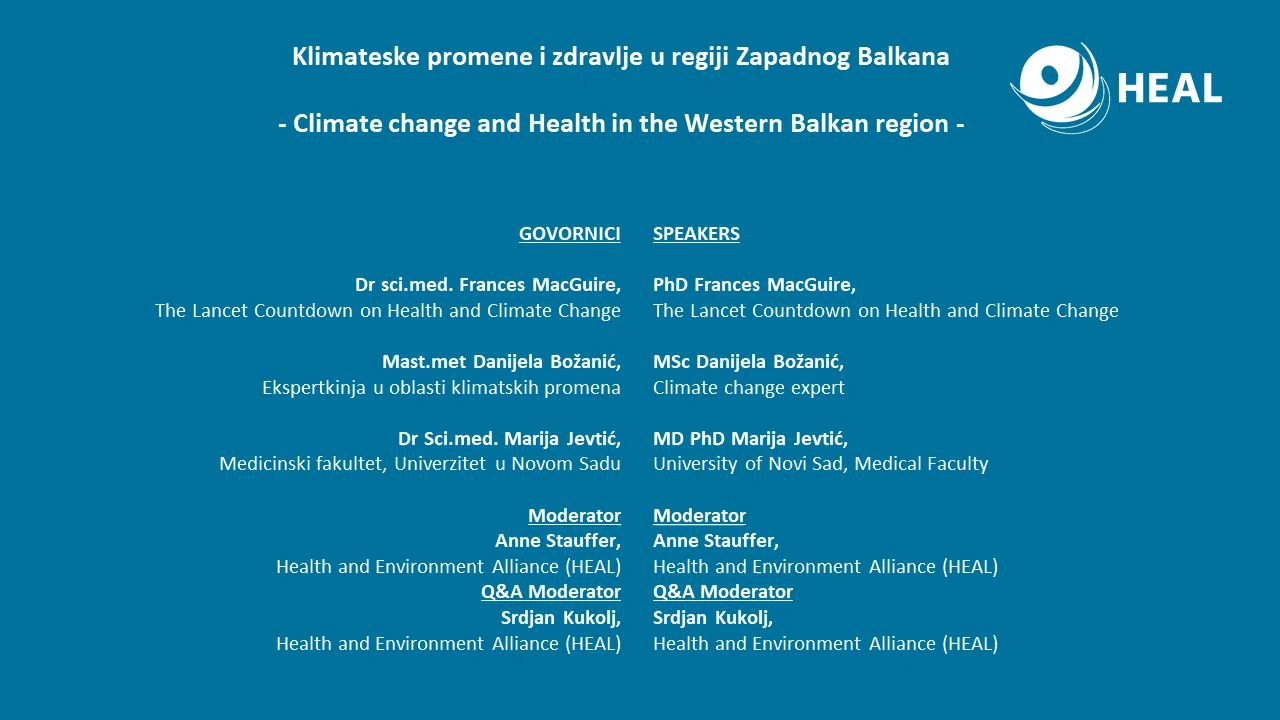 Klimateske promene i zdravlje u regiji Zapadnog Balkana
- Climate change and Health in the Western Balkan region -
HEAL
GOVORNICI
Dr sci.med. Frances MacGuire,
The Lancet Countdown on Health and Climate Change
Mast.met Danijela Božanić,
Ekspertkinja u oblasti klimatskih promena
Dr Sci.med. Marija Jevtić,
Medicinski fakultet, Univerzitet u Novom Sadu
Moderator
Anne Stauffer,
Health and Environment Alliance (HEAL)
Q&A Moderator
Srdjan Kukolj,
Health and Environment Alliance (HEAL)
SPEAKERS
PhD Frances MacGuire,
The Lancet Countdown on Health and Climate Change
MSc Danijela Božanić,
Climate change expert
MD PhD Marija Jevtić,
University of Novi Sad, Medical Faculty
Moderator
Anne Stauffer,
Health and Environment Alliance (HEAL)
Q&A Moderator
Srdjan Kukolj,
Health and Environment Alliance (HEAL)